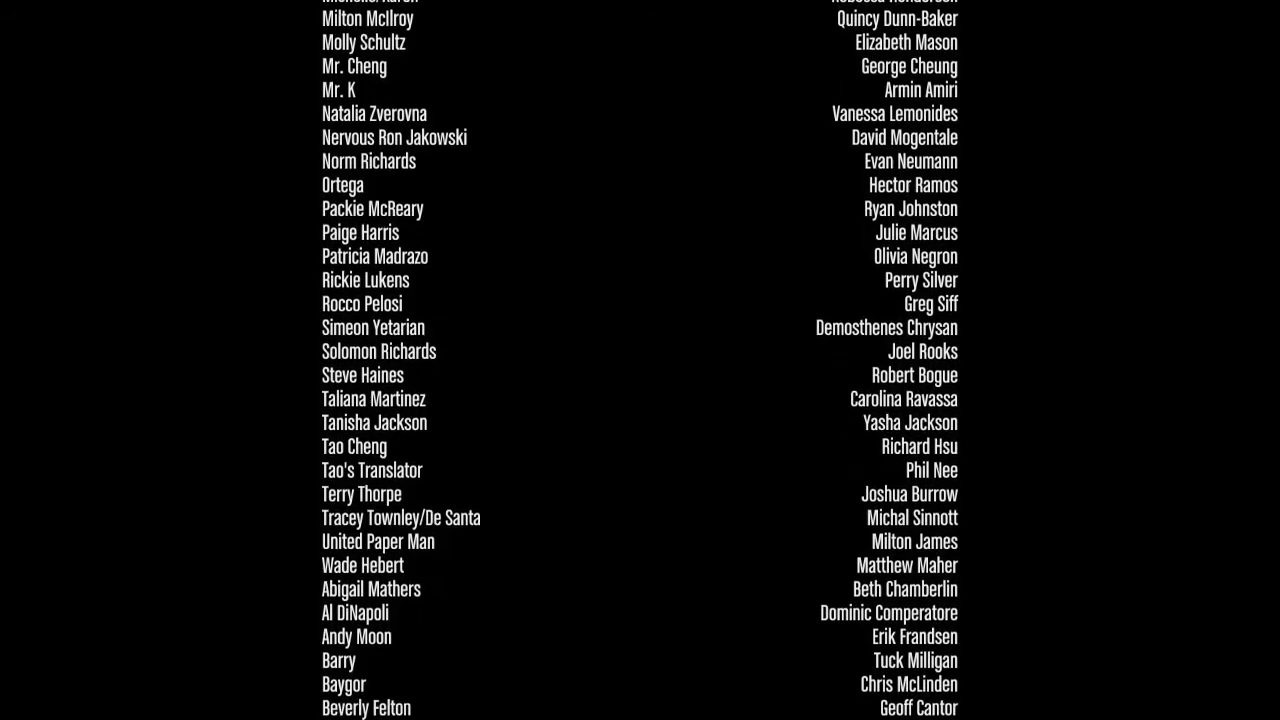 Milton McIlroy Quincy Dunn-Baker
Molly Schultz Elizabeth Mason
Mr. Cheng George Cheung
Mr. K Armin Amiri
Natalia Zverovna Vanessa Lemonides
Nervous Ron Jakowski David Mogentale
Norm Richards Evan Neumann
Ortega Hector Ramos
Packie McReary Ryan Johnston
Paige Harris Julie Marcus
Patricia Madrazo Olivia Negron
Rickie Lukens Perry Silver
Rocco Pelosi Greg Siff
Simeon Yetarian Demosthenes Chrysan
Solomon Richards Joel Rooks
Steve Haines Robert Bogue
Taliana Martinez Carolina Ravassa
Tanisha Jackson Yasha Jackson
Tao Cheng Richard Hsu
Tao's Translator Phil Nee
Terry Thorpe Joshua Burrow
Tracey Townley/De Santa Michal Sinnott
United Paper Man Milton James
Wade Hebert Matthew Maher
Abigail Mathers Beth Chamberlin
Al DiNapoli Dominic Comperatore
Andy Moon Erik Frandsen
Barry Tuck Milligan
Baygor Chris McLinden
Beverly Felton Geoff Cantor